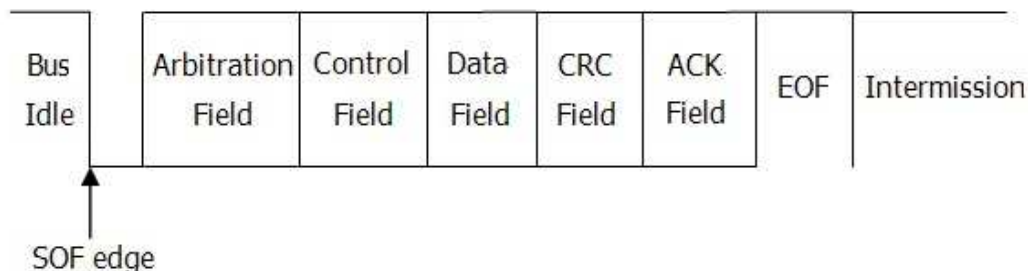 Bus
Idle
Arbitration
Field
Control
Field
Data
Field
CRC
Field
ACK
Field
EOF
Intermission
SOF edge